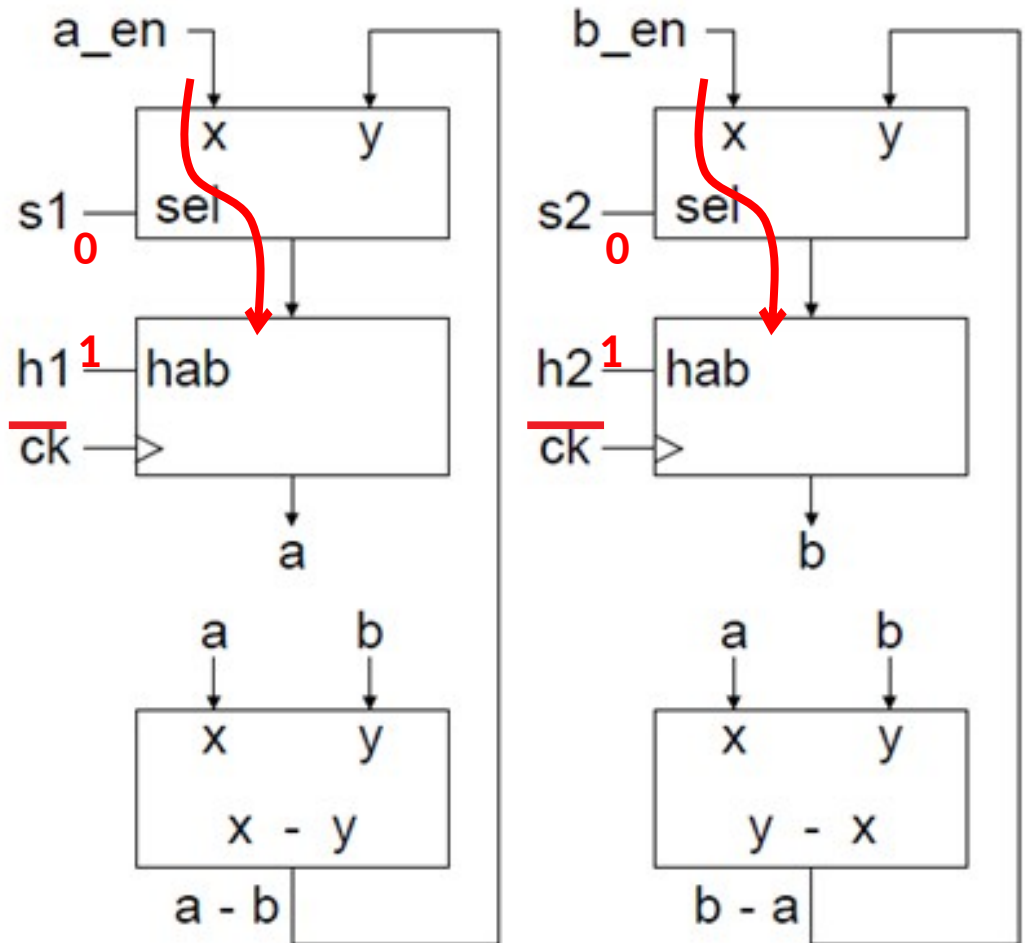 a_en b_en
x y x y
s1 sel s2 sel
0 0
h1 1 hab h2 1 hab
ck ck
a b
a b a b
x y x y
x - y y - x
a - b b - a